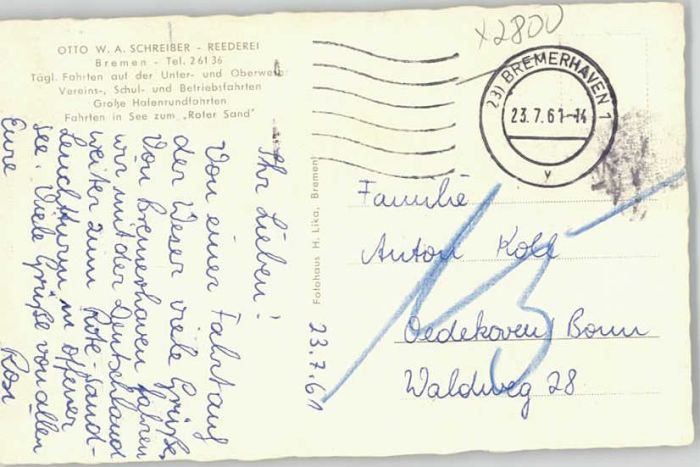 OTTO W. A. SCHREIBER - REEDEREI
Bremen - Tel. 26136
Tägl. Fahrten auf der Unter- und Oberweser
Vereins-, Schul- und Betriebsfahrten
Große Hafenrundfahrten
Fahrten in See zum „Roter Sand"
Ihr Lieben!
Von einer Fahrt auf
der Weser viele Grüße,
Von Bremerhaven fahren
wir mit der Deutschland
weiter zum Rote-Sand-
Leuchtturm in offener
See. Viele Grüße von allen
Eure Rosi
23.7.61
Fotohaus H. Lika, Bremen
x2800
(23) BREMERHAVEN 1
23.7.61-14
v
Familie
Anton Koll
Oedekoven/Bonn
Waldweg 28
13